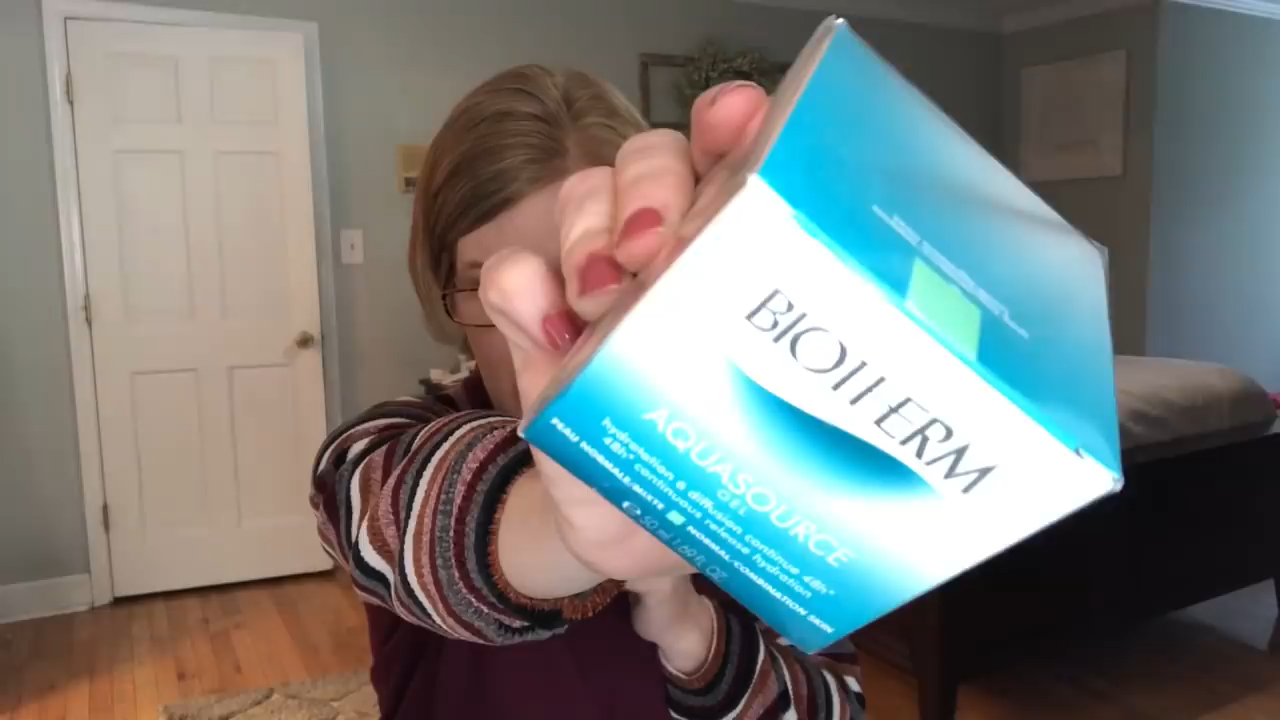 BIOTHERM
AQUASOURCE
GEL
hydratation & diffusion continue 48h*
48h* continuous release hydration
PEAU NORMALE/MIXTE NORMAL/COMBINATION SKIN
℮ 50 ml 1.69 FL. OZ.